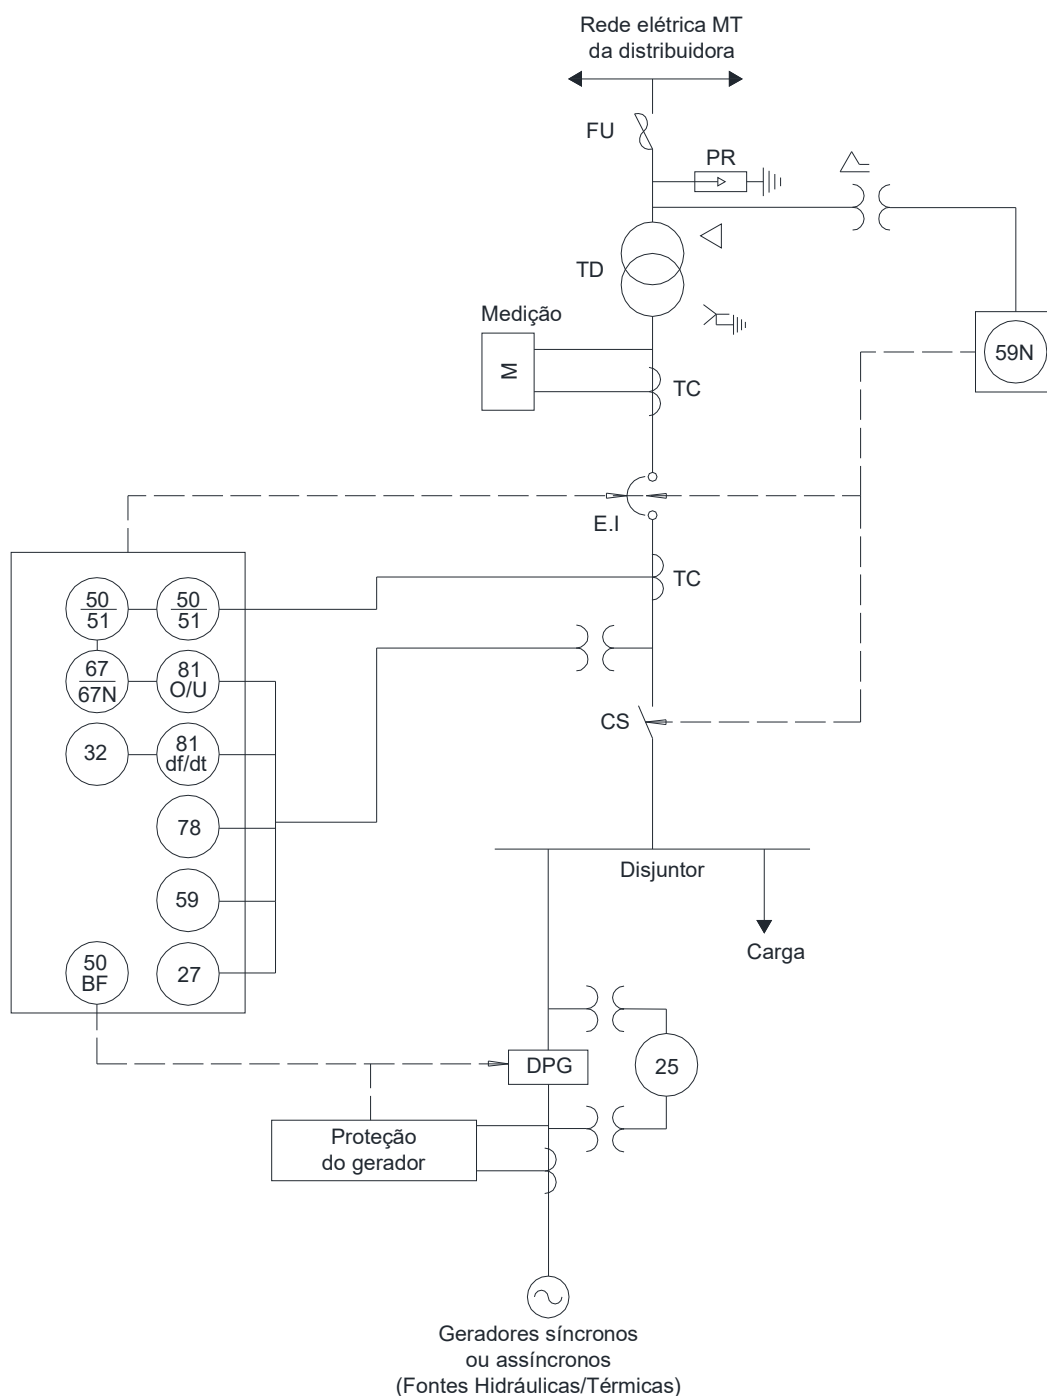 Rede elétrica MT
da distribuidora
FU
PR
TD
Medição
M
TC
59N
E.I
TC
50
51
50
51
67
67N
81
O/U
CS
32
81
df/dt
78
Disjuntor
59
Carga
50
BF
27
DPG
25
Proteção
do gerador
Geradores síncronos
ou assíncronos
(Fontes Hidráulicas/Térmicas)